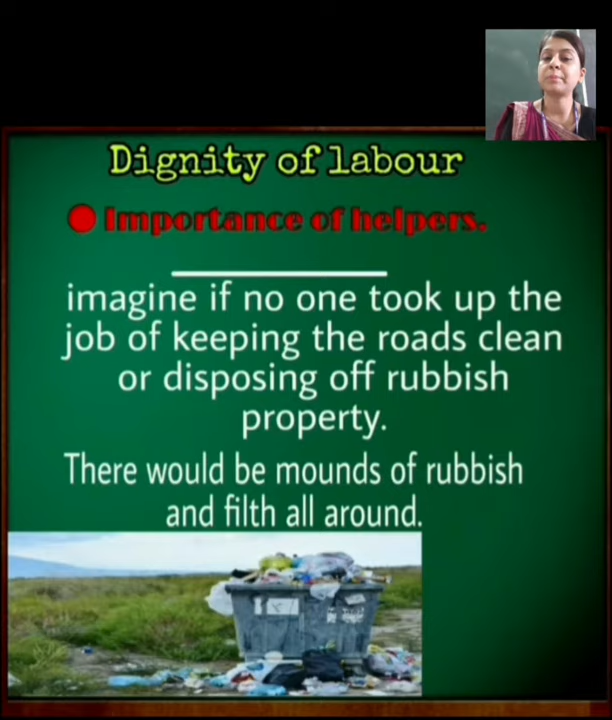 Dignity of labour
Importance of helpers.
imagine if no one took up the
job of keeping the roads clean
or disposing off rubbish
property.
There would be mounds of rubbish
and filth all around.